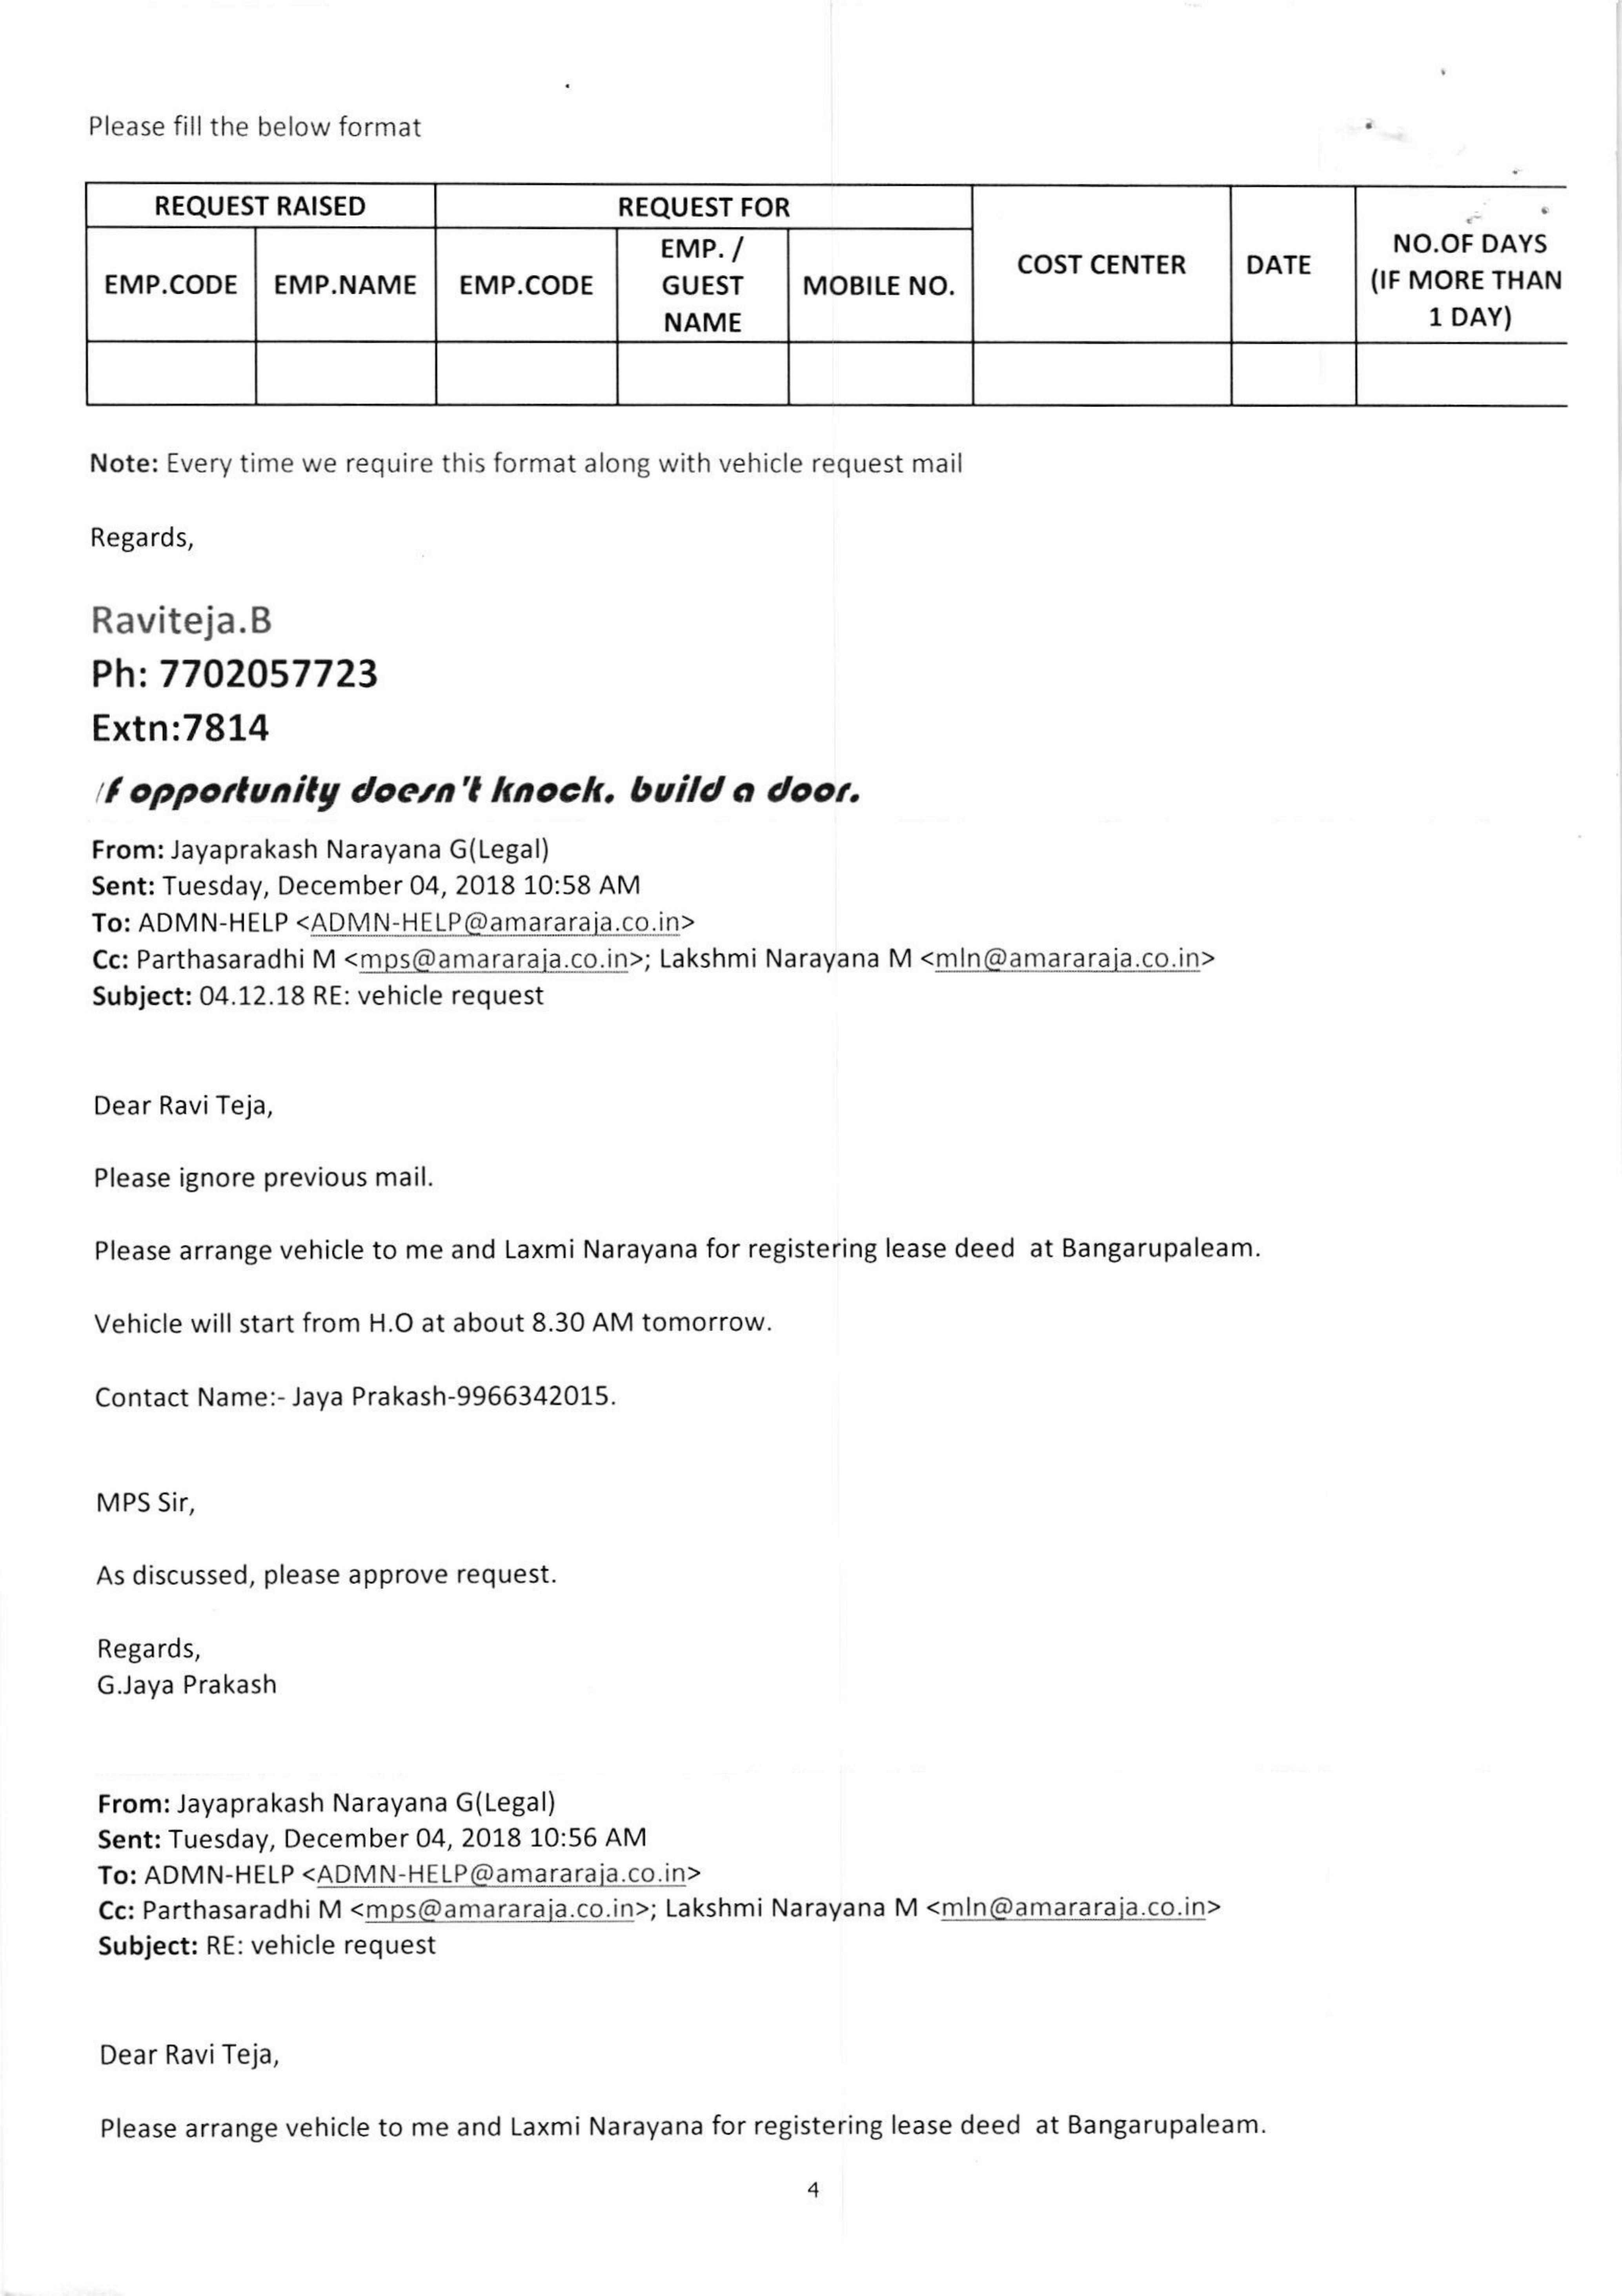 Please fill the below format
REQUEST RAISED REQUEST FOR COST CENTER DATE NO.OF DAYS (IF MORE THAN 1 DAY)
EMP.CODE EMP.NAME EMP.CODE EMP. / GUEST NAME MOBILE NO.
Note: Every time we require this format along with vehicle request mail
Regards,
Raviteja.B
Ph: 7702057723
Extn:7814
If opportunity doesn't knock. build a door.
From: Jayaprakash Narayana G(Legal)
Sent: Tuesday, December 04, 2018 10:58 AM
To: ADMN-HELP <ADMN-HELP@amararaja.co.in>
Cc: Parthasaradhi M <mps@amararaja.co.in>; Lakshmi Narayana M <mln@amararaja.co.in>
Subject: 04.12.18 RE: vehicle request
Dear Ravi Teja,
Please ignore previous mail.
Please arrange vehicle to me and Laxmi Narayana for registering lease deed at Bangarupaleam.
Vehicle will start from H.O at about 8.30 AM tomorrow.
Contact Name:- Jaya Prakash-9966342015.
MPS Sir,
As discussed, please approve request.
Regards,
G.Jaya Prakash
From: Jayaprakash Narayana G(Legal)
Sent: Tuesday, December 04, 2018 10:56 AM
To: ADMN-HELP <ADMN-HELP@amararaja.co.in>
Cc: Parthasaradhi M <mps@amararaja.co.in>; Lakshmi Narayana M <mln@amararaja.co.in>
Subject: RE: vehicle request
Dear Ravi Teja,
Please arrange vehicle to me and Laxmi Narayana for registering lease deed at Bangarupaleam.
4